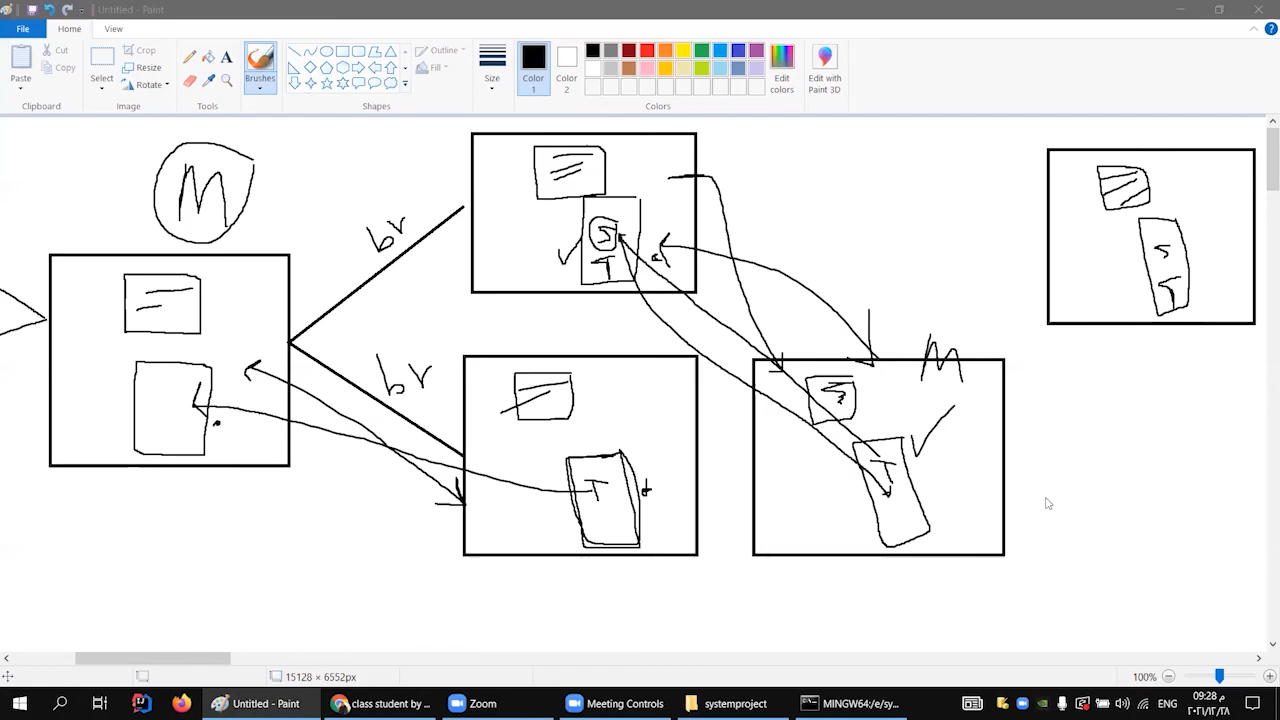 Untitled - Paint
File
Home
View
Paste
Cut
Copy
Clipboard
Select
Crop
Resize
Rotate
Image
Tools
Brushes
Shapes
Outline
Fill
Size
Color 1
Color 2
Edit colors
Colors
Edit with Paint 3D
M
br
S
T
S
T
br
M
T
T
15128 × 6552px
100%
Untitled - Paint
class student by ...
Zoom
Meeting Controls
systemproject
MINGW64:/e/sy...
ENG
09:28 م